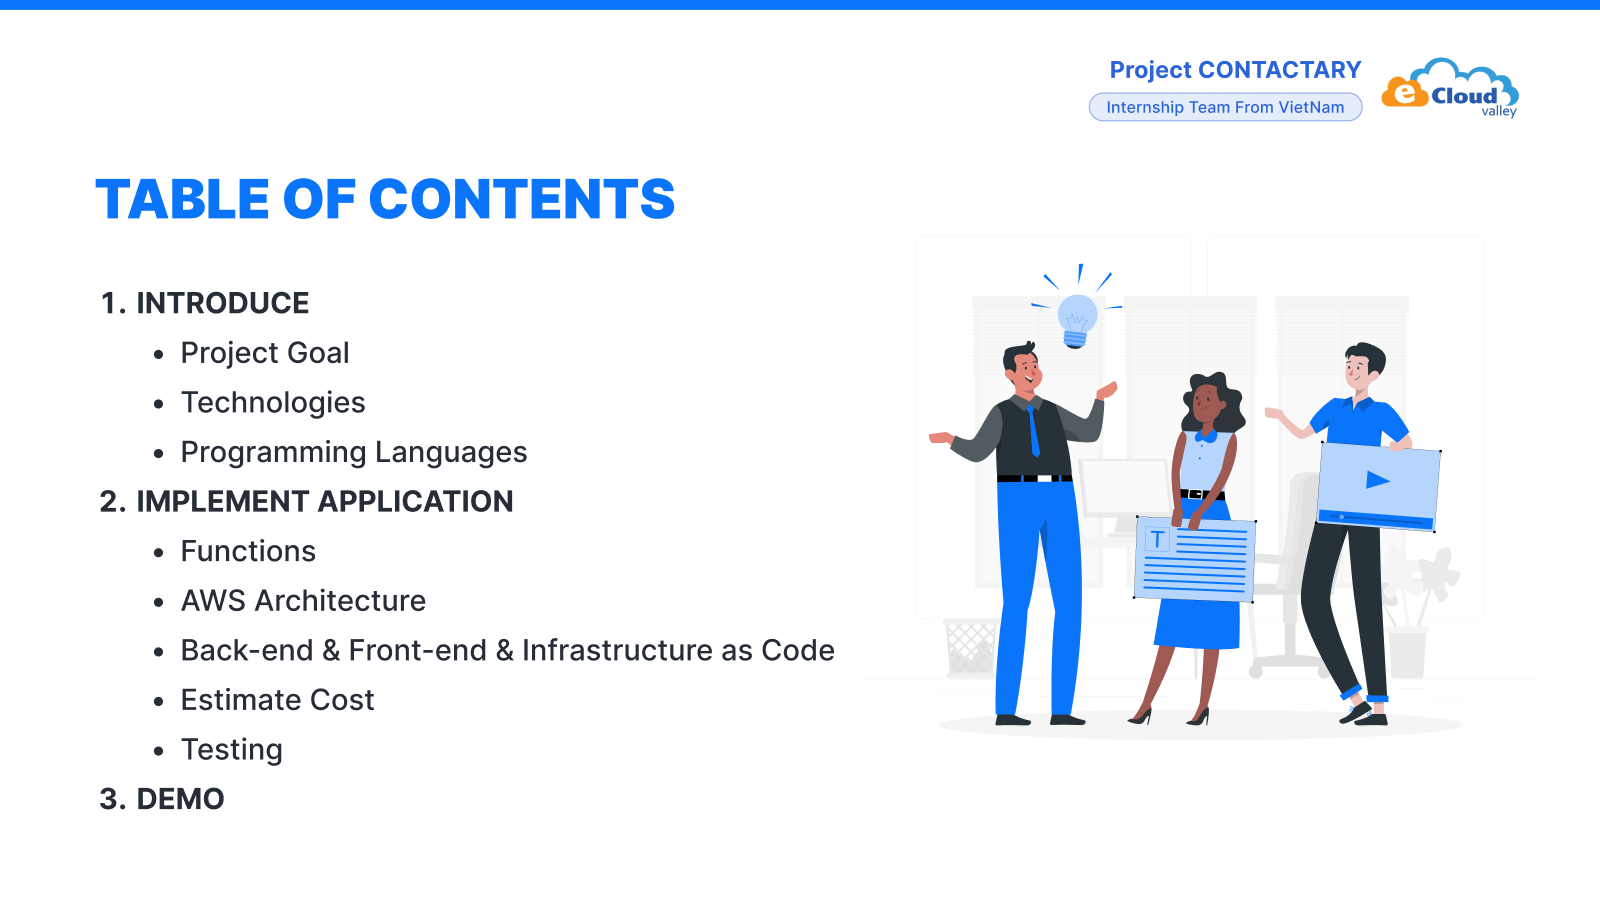 Project CONTACTARY
Internship Team From VietNam
e Cloud
valley
TABLE OF CONTENTS
1. INTRODUCE
• Project Goal
• Technologies
• Programming Languages
2. IMPLEMENT APPLICATION
• Functions
• AWS Architecture
• Back-end & Front-end & Infrastructure as Code
• Estimate Cost
• Testing
3. DEMO
T